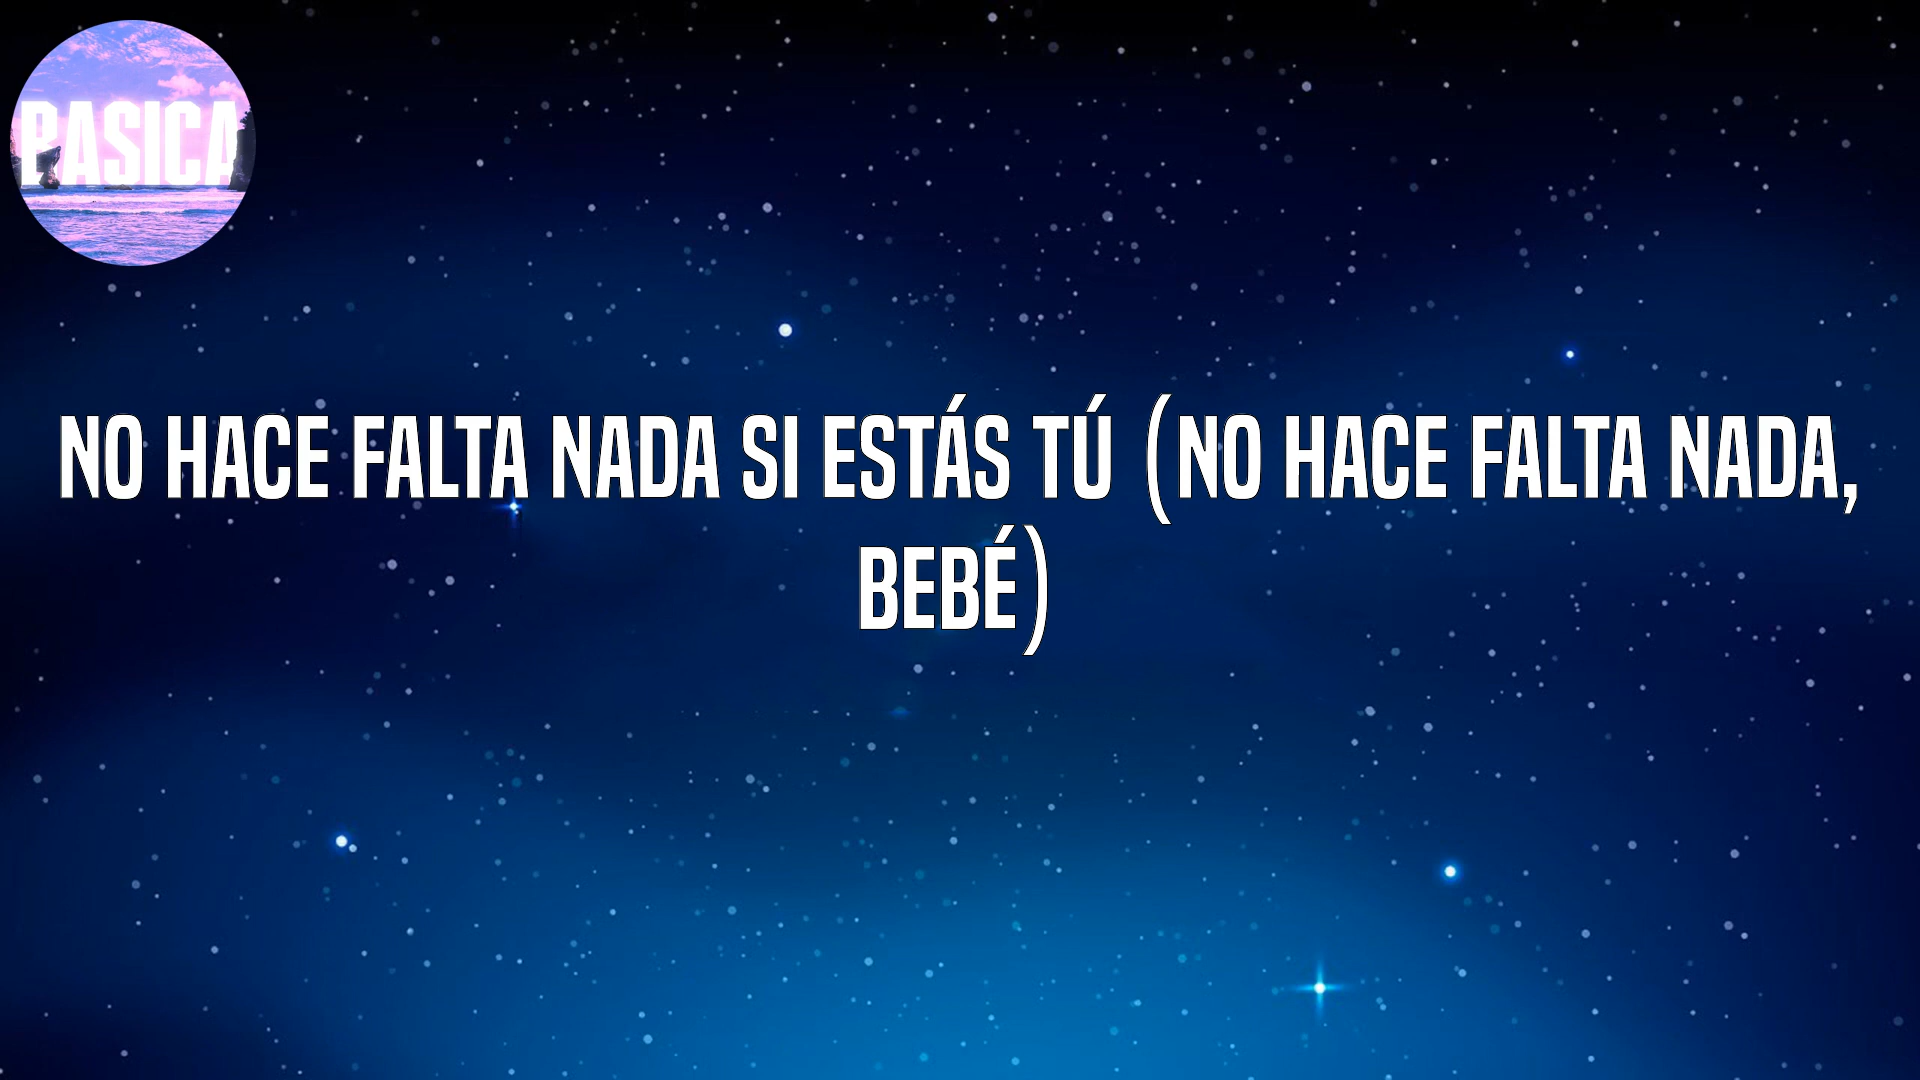 BASICA
NO HACE FALTA NADA SI ESTÁS TÚ (NO HACE FALTA NADA,
BEBÉ)